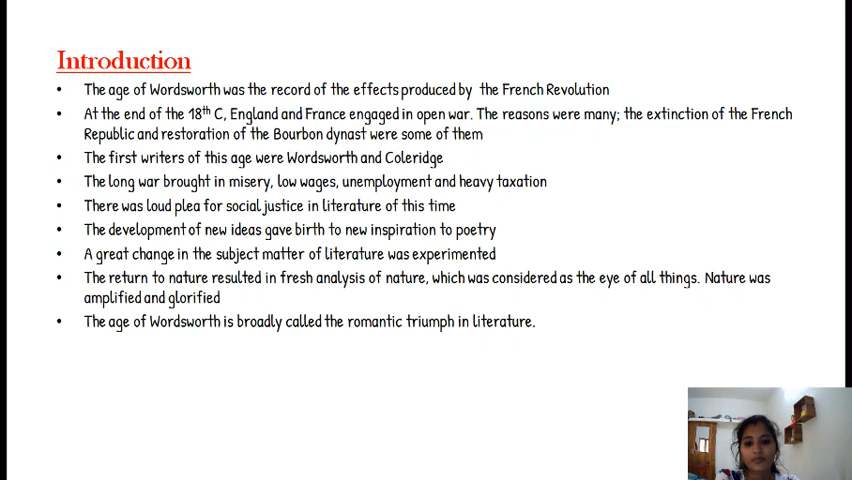 Introduction
• The age of Wordsworth was the record of the effects produced by the French Revolution
• At the end of the 18th C, England and France engaged in open war. The reasons were many; the extinction of the French
Republic and restoration of the Bourbon dynast were some of them
• The first writers of this age were Wordsworth and Coleridge
• The long war brought in misery, low wages, unemployment and heavy taxation
• There was loud plea for social justice in literature of this time
• The development of new ideas gave birth to new inspiration to poetry
• A great change in the subject matter of literature was experimented
• The return to nature resulted in fresh analysis of nature, which was considered as the eye of all things. Nature was
amplified and glorified
• The age of Wordsworth is broadly called the romantic triumph in literature.